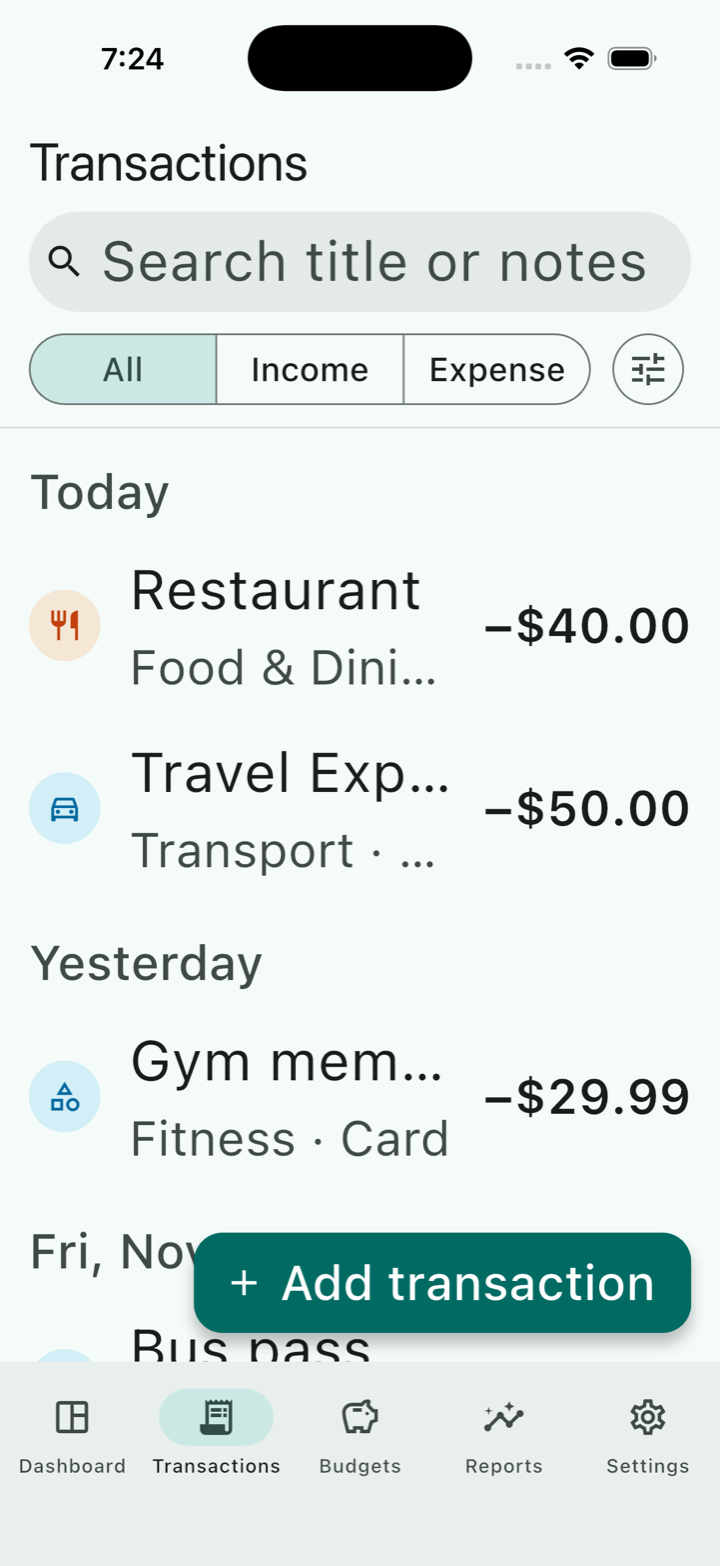 7:24
Transactions
Search title or notes
All
Income
Expense
Today
Restaurant
–$40.00
Food & Dini...
Travel Exp...
–$50.00
Transport · ...
Yesterday
Gym mem...
–$29.99
Fitness · Card
Fri, Nov
+ Add transaction
Bus pass
Dashboard
Transactions
Budgets
Reports
Settings